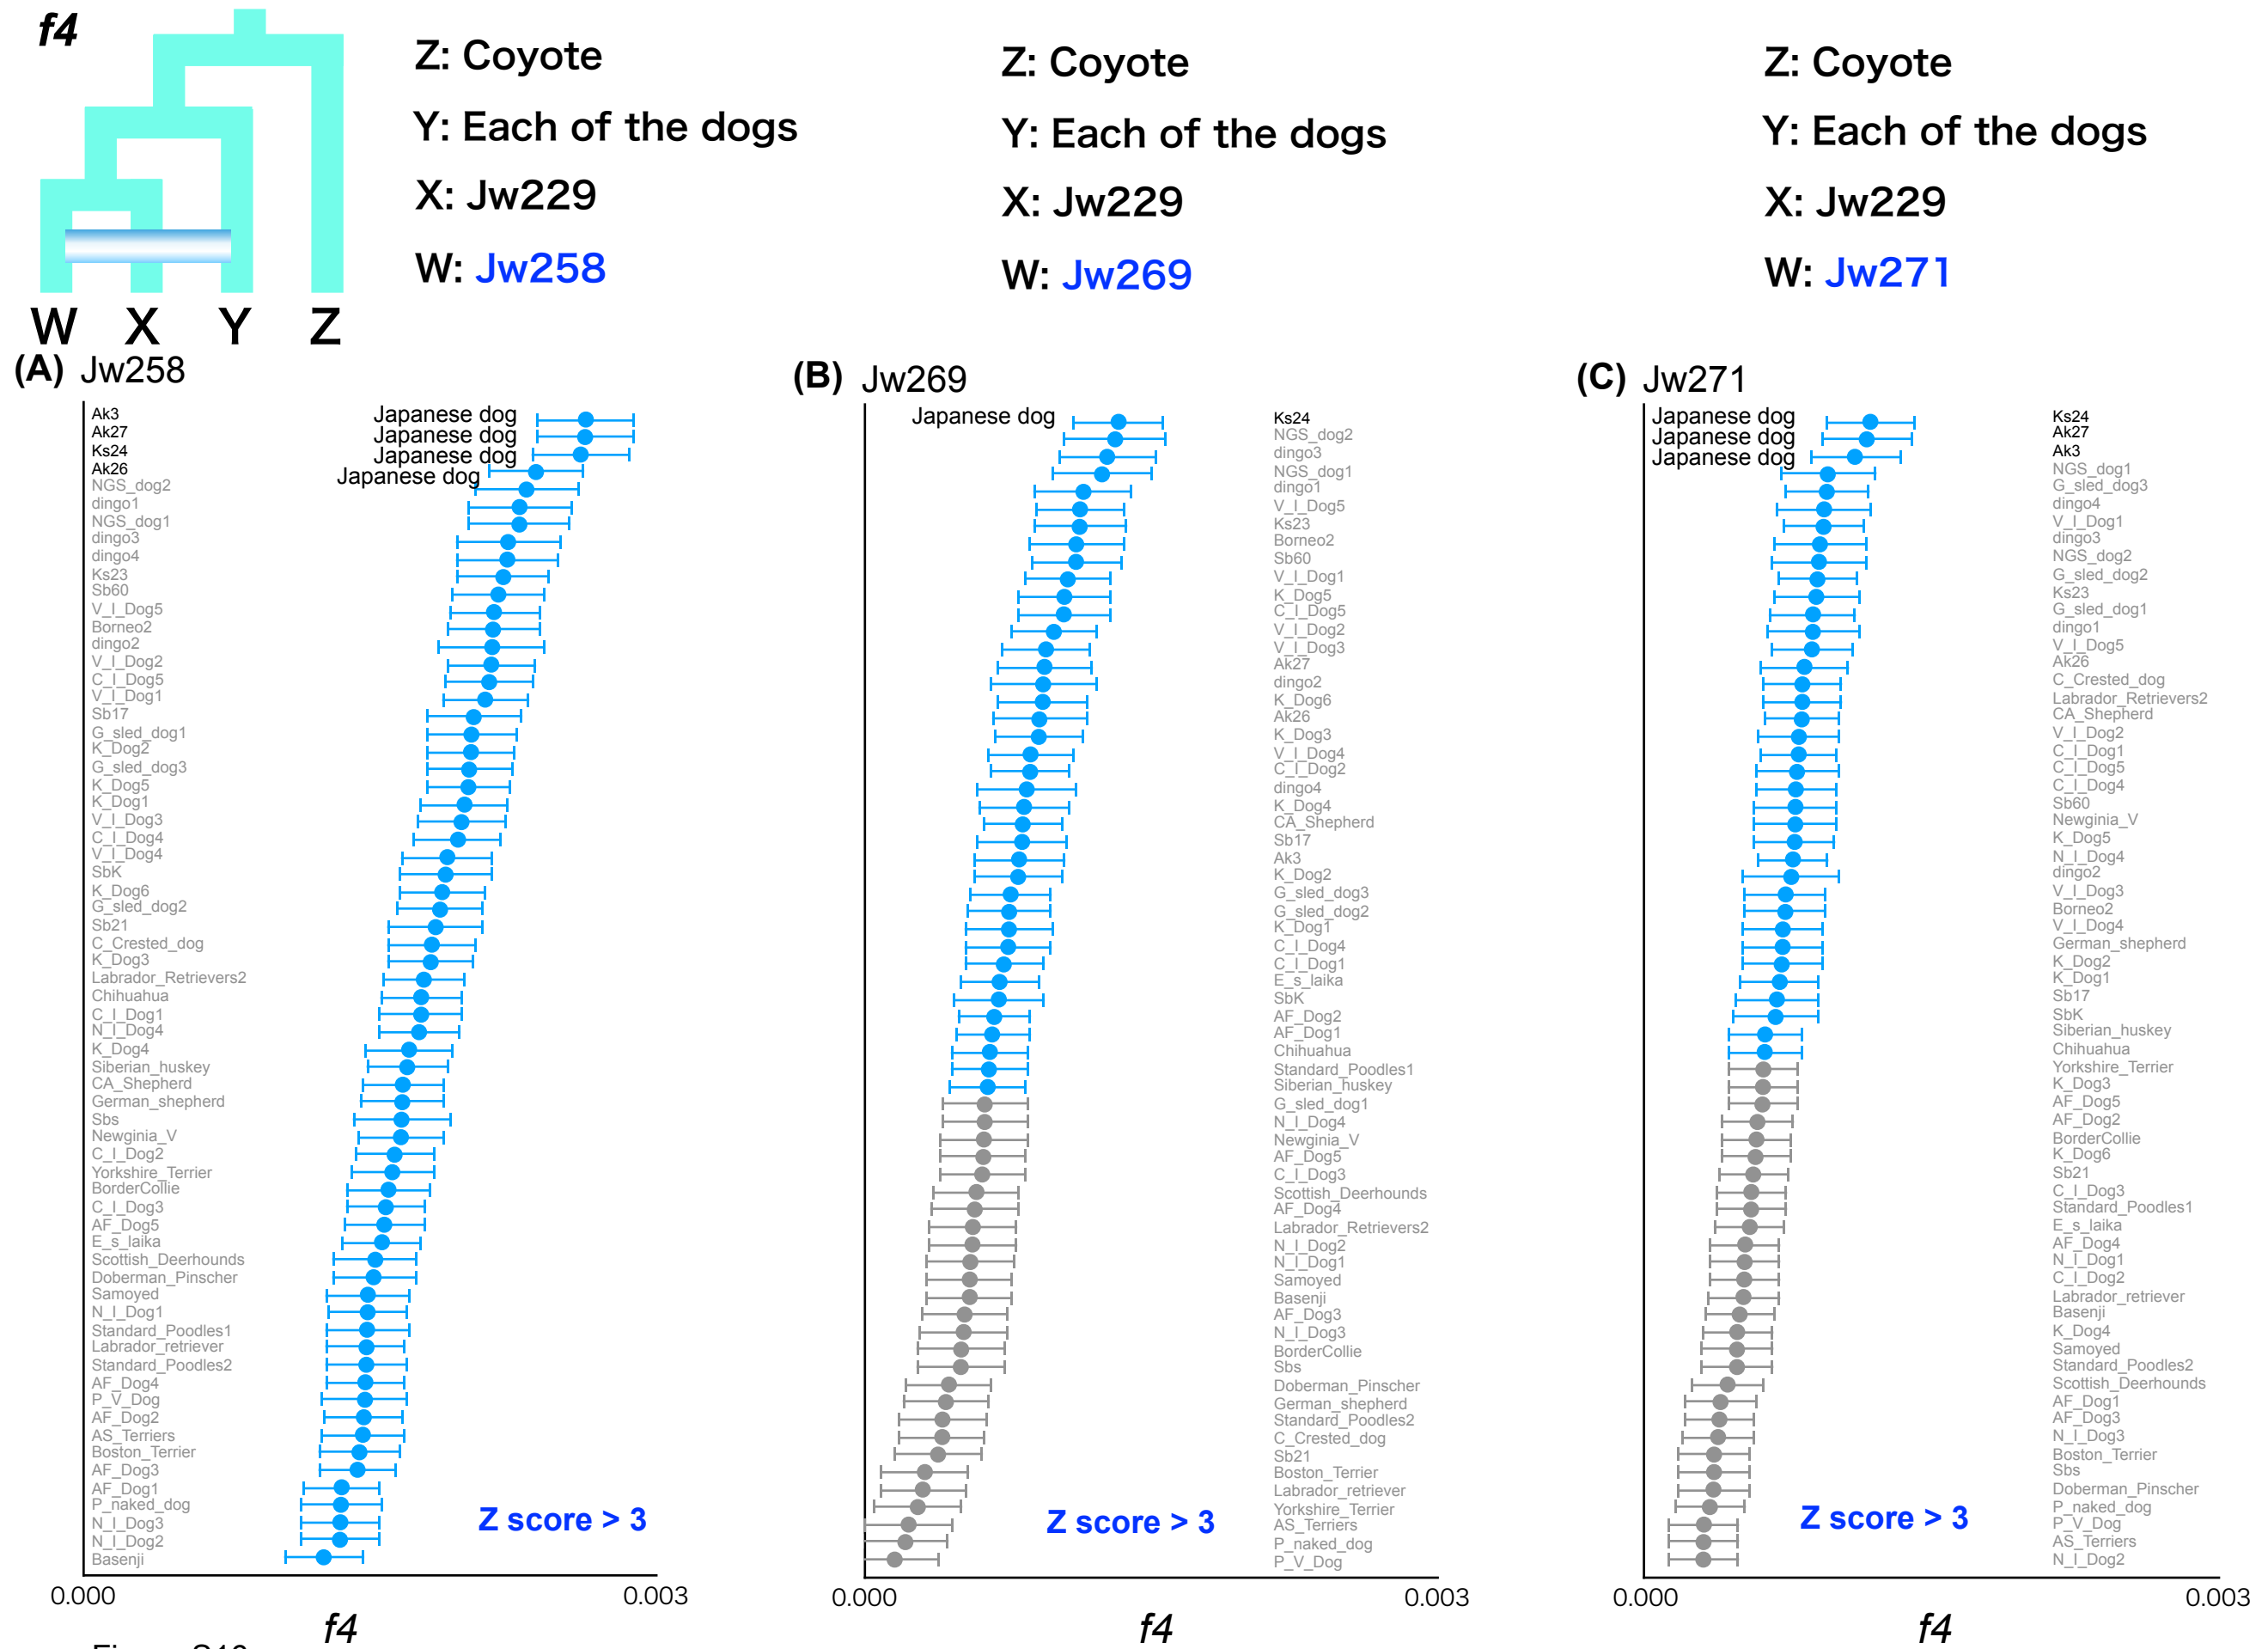 f4
Z: Coyote
Y: Each of the dogs
X: Jw229
W: Jw258
Z: Coyote
Y: Each of the dogs
X: Jw229
W: Jw269
Z: Coyote
Y: Each of the dogs
X: Jw229
W: Jw271
W X Y Z
(A) Jw258
Ak3
Ak27
Ks24
Ak26
NGS_dog2
dingo1
NGS_dog1
dingo3
dingo4
Ks23
Sb60
V_I_Dog5
Borneo2
dingo2
V_I_Dog2
C_I_Dog5
V_I_Dog1
Sb17
G_sled_dog1
K_Dog2
G_sled_dog3
K_Dog5
K_Dog1
V_I_Dog3
C_I_Dog4
V_I_Dog4
SbK
K_Dog6
G_sled_dog2
Sb21
C_Crested_dog
K_Dog3
Labrador_Retrievers2
Chihuahua
C_I_Dog1
N_I_Dog4
K_Dog4
Siberian_huskey
CA_Shepherd
German_shepherd
Sbs
Newginia_V
C_I_Dog2
Yorkshire_Terrier
BorderCollie
C_I_Dog3
AF_Dog5
E_s_laika
Scottish_Deerhounds
Doberman_Pinscher
Samoyed
N_I_Dog1
Standard_Poodles1
Labrador_retriever
Standard_Poodles2
AF_Dog4
P_V_Dog
AF_Dog2
AS_Terriers
Boston_Terrier
AF_Dog3
AF_Dog1
P_naked_dog
N_I_Dog3
N_I_Dog2
Basenji
Japanese dog
Japanese dog
Japanese dog
Japanese dog
Z score > 3
0.000
0.003
f4
(B) Jw269
Japanese dog
Ks24
NGS_dog2
dingo3
NGS_dog1
dingo1
V_I_Dog5
Ks23
Borneo2
Sb60
V_I_Dog1
K_Dog5
C_I_Dog5
V_I_Dog2
V_I_Dog3
Ak27
dingo2
K_Dog6
Ak26
K_Dog3
V_I_Dog4
C_I_Dog2
dingo4
K_Dog4
CA_Shepherd
Sb17
Ak3
K_Dog2
G_sled_dog3
G_sled_dog2
K_Dog1
C_I_Dog4
C_I_Dog1
E_s_laika
SbK
AF_Dog2
AF_Dog1
Chihuahua
Standard_Poodles1
Siberian_huskey
G_sled_dog1
N_I_Dog4
Newginia_V
AF_Dog5
C_I_Dog3
Scottish_Deerhounds
AF_Dog4
Labrador_Retrievers2
N_I_Dog2
N_I_Dog1
Samoyed
Basenji
AF_Dog3
N_I_Dog3
BorderCollie
Sbs
Doberman_Pinscher
German_shepherd
Standard_Poodles2
C_Crested_dog
Sb21
Boston_Terrier
Labrador_retriever
Yorkshire_Terrier
AS_Terriers
P_naked_dog
P_V_Dog
Z score > 3
0.000
0.003
f4
(C) Jw271
Japanese dog
Japanese dog
Japanese dog
Ks24
Ak27
Ak3
NGS_dog1
G_sled_dog3
dingo4
V_I_Dog1
dingo3
NGS_dog2
G_sled_dog2
Ks23
G_sled_dog1
dingo1
V_I_Dog5
Ak26
C_Crested_dog
Labrador_Retrievers2
CA_Shepherd
V_I_Dog2
C_I_Dog1
C_I_Dog5
C_I_Dog4
Sb60
Newginia_V
K_Dog5
N_I_Dog4
dingo2
V_I_Dog3
Borneo2
V_I_Dog4
German_shepherd
K_Dog2
K_Dog1
Sb17
SbK
Siberian_huskey
Chihuahua
Yorkshire_Terrier
K_Dog3
AF_Dog5
AF_Dog2
BorderCollie
K_Dog6
Sb21
C_I_Dog3
Standard_Poodles1
E_s_laika
AF_Dog4
N_I_Dog1
C_I_Dog2
Labrador_retriever
Basenji
K_Dog4
Samoyed
Standard_Poodles2
Scottish_Deerhounds
AF_Dog1
AF_Dog3
N_I_Dog3
Boston_Terrier
Sbs
Doberman_Pinscher
P_naked_dog
P_V_Dog
AS_Terriers
N_I_Dog2
Z score > 3
0.000
0.003
f4